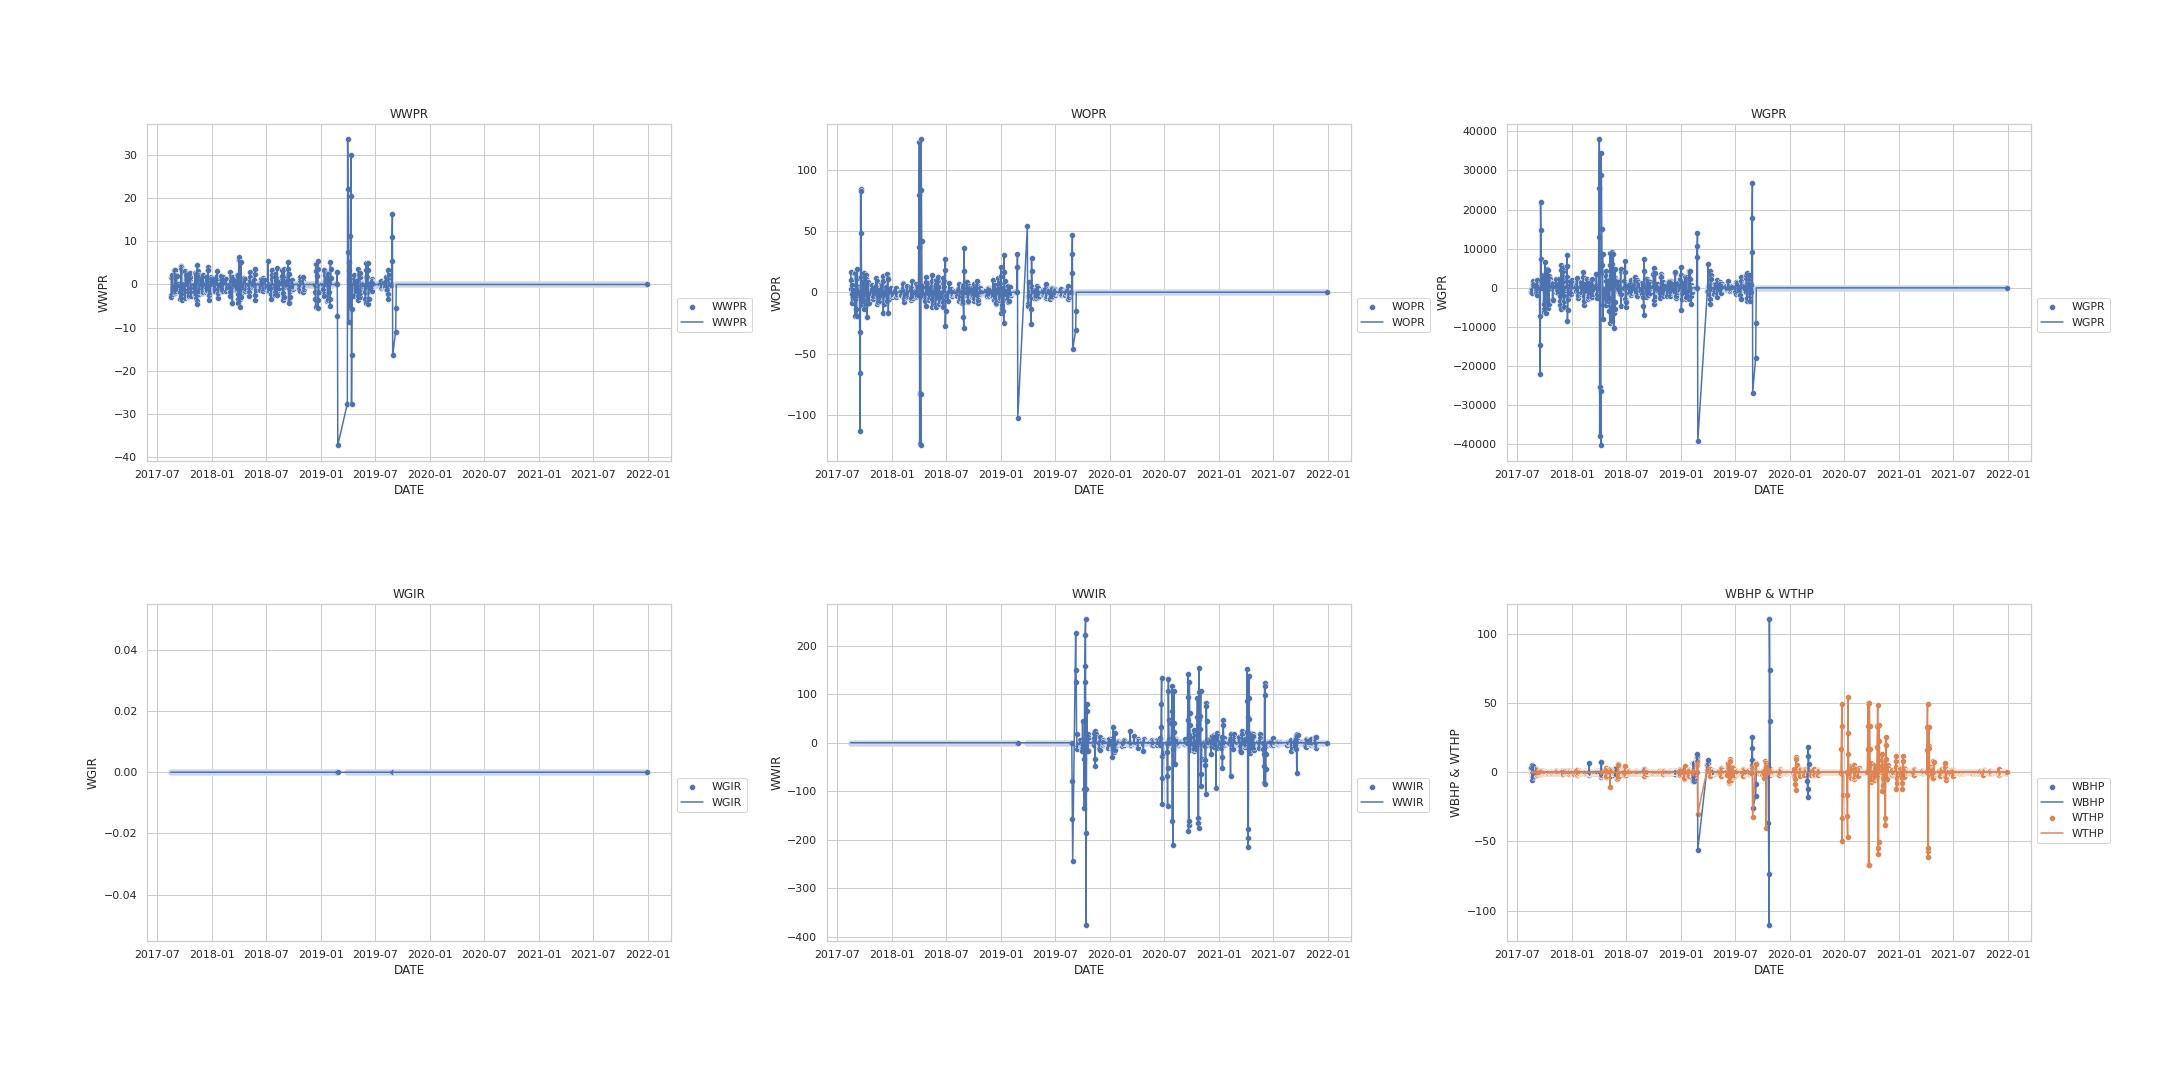 WWPR
WWPR
30
20
10
0
−10
−20
−30
−40
2017-07 2018-01 2018-07 2019-01 2019-07 2020-01 2020-07 2021-01 2021-07 2022-01
DATE
WWPR
WWPR
WOPR
WOPR
100
50
0
−50
−100
2017-07 2018-01 2018-07 2019-01 2019-07 2020-01 2020-07 2021-01 2021-07 2022-01
DATE
WOPR
WOPR
WGPR
WGPR
40000
30000
20000
10000
0
−10000
−20000
−30000
−40000
2017-07 2018-01 2018-07 2019-01 2019-07 2020-01 2020-07 2021-01 2021-07 2022-01
DATE
WGPR
WGPR
WGIR
WGIR
0.04
0.02
0.00
−0.02
−0.04
2017-07 2018-01 2018-07 2019-01 2019-07 2020-01 2020-07 2021-01 2021-07 2022-01
DATE
WGIR
WGIR
WWIR
WWIR
200
100
0
−100
−200
−300
−400
2017-07 2018-01 2018-07 2019-01 2019-07 2020-01 2020-07 2021-01 2021-07 2022-01
DATE
WWIR
WWIR
WBHP & WTHP
WBHP & WTHP
100
50
0
−50
−100
2017-07 2018-01 2018-07 2019-01 2019-07 2020-01 2020-07 2021-01 2021-07 2022-01
DATE
WBHP
WBHP
WTHP
WTHP